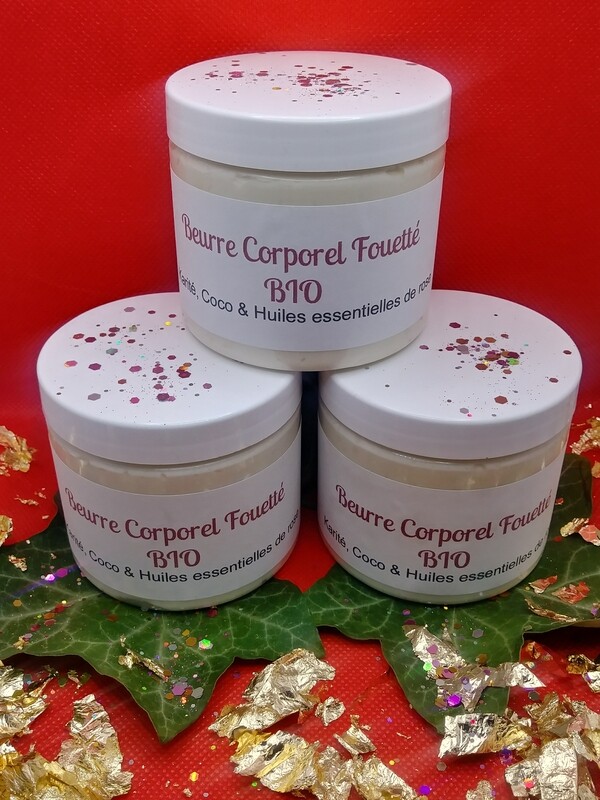 Beurre Corporel Fouetté
BIO
Karité, Coco & Huiles essentielles de rose
Beurre Corporel Fouetté
BIO
Karité, Coco & Huiles essentielles de rose
Beurre Corporel Fouetté
BIO
Karité, Coco & Huiles essentielles de